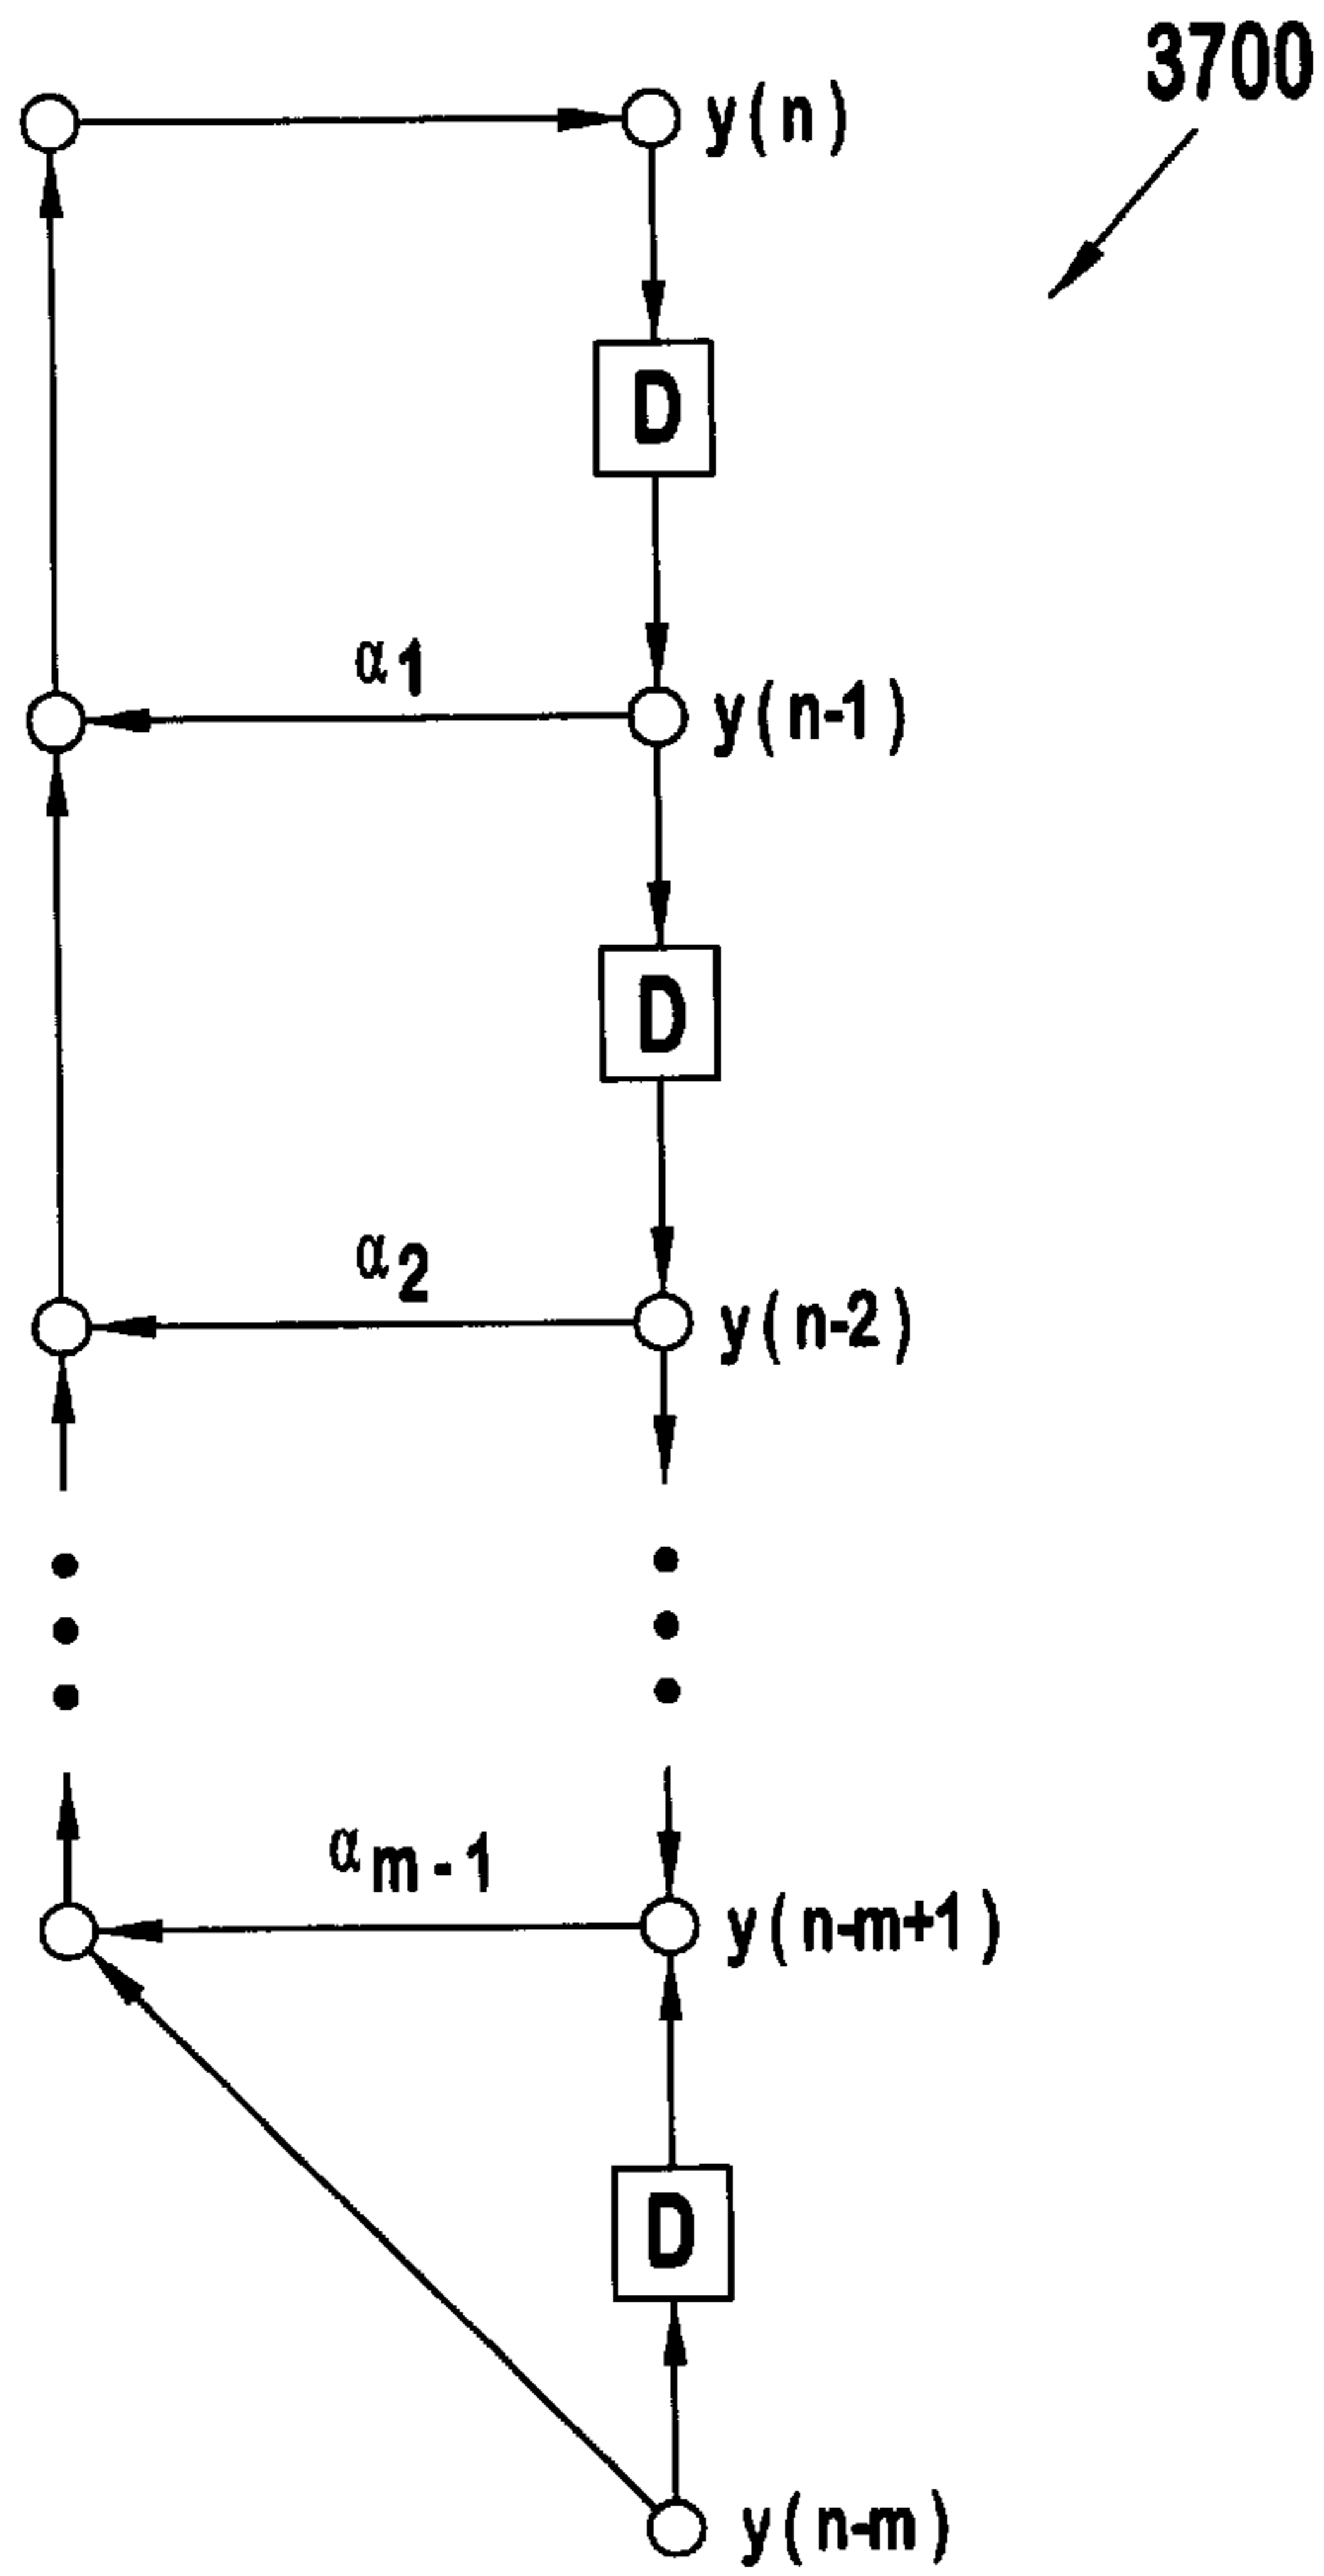 3700
y(n)
D
α1
y(n-1)
D
α2
y(n-2)
αm-1
y(n-m+1)
D
y(n-m)